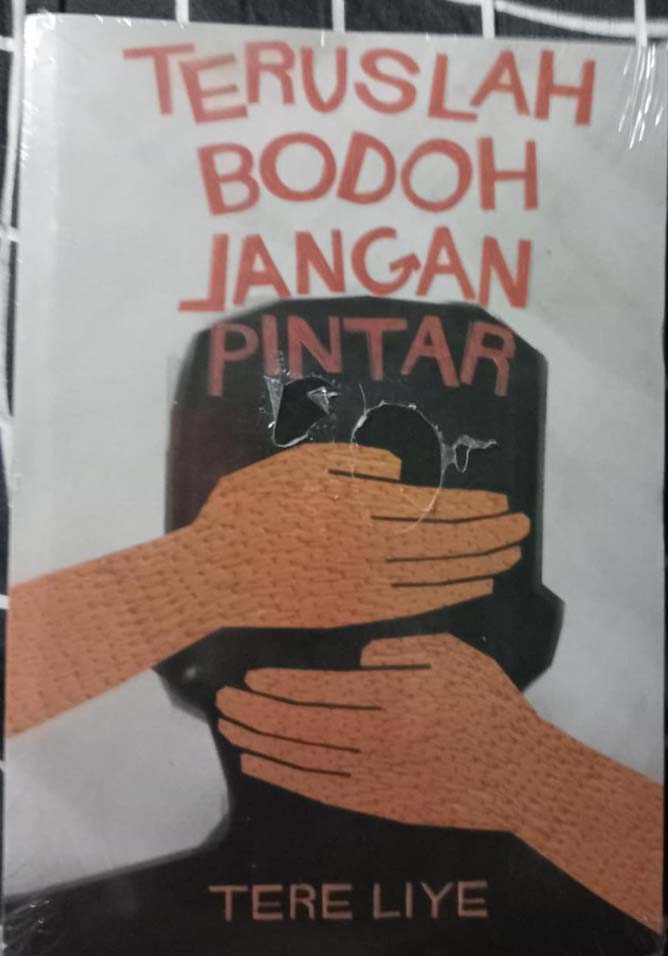 TERUSLAH
BODOH
JANGAN
PINTAR
TERE LIYE